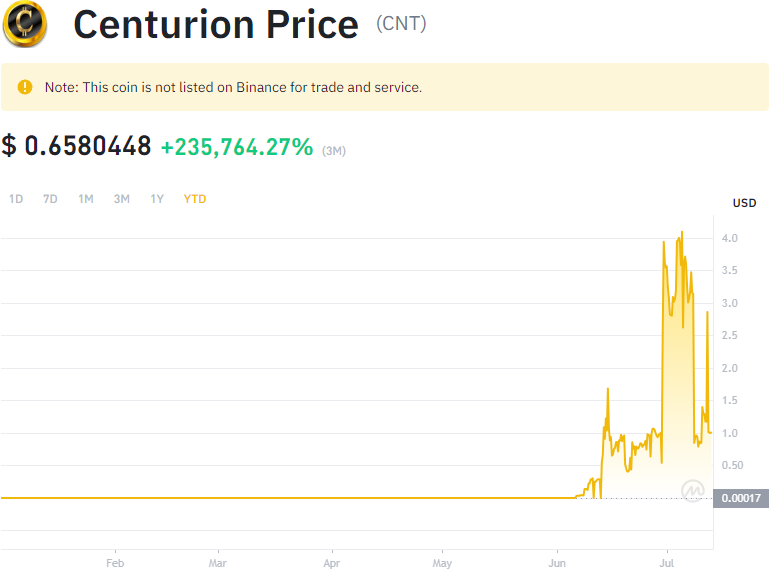 Centurion Price (CNT)
Note: This coin is not listed on Binance for trade and service.
$ 0.6580448 +235,764.27% (3M)
1D 7D 1M 3M 1Y YTD
USD
4.0
3.5
3.0
2.5
2.0
1.5
1.0
0.50
0.00017
Feb Mar Apr May Jun Jul